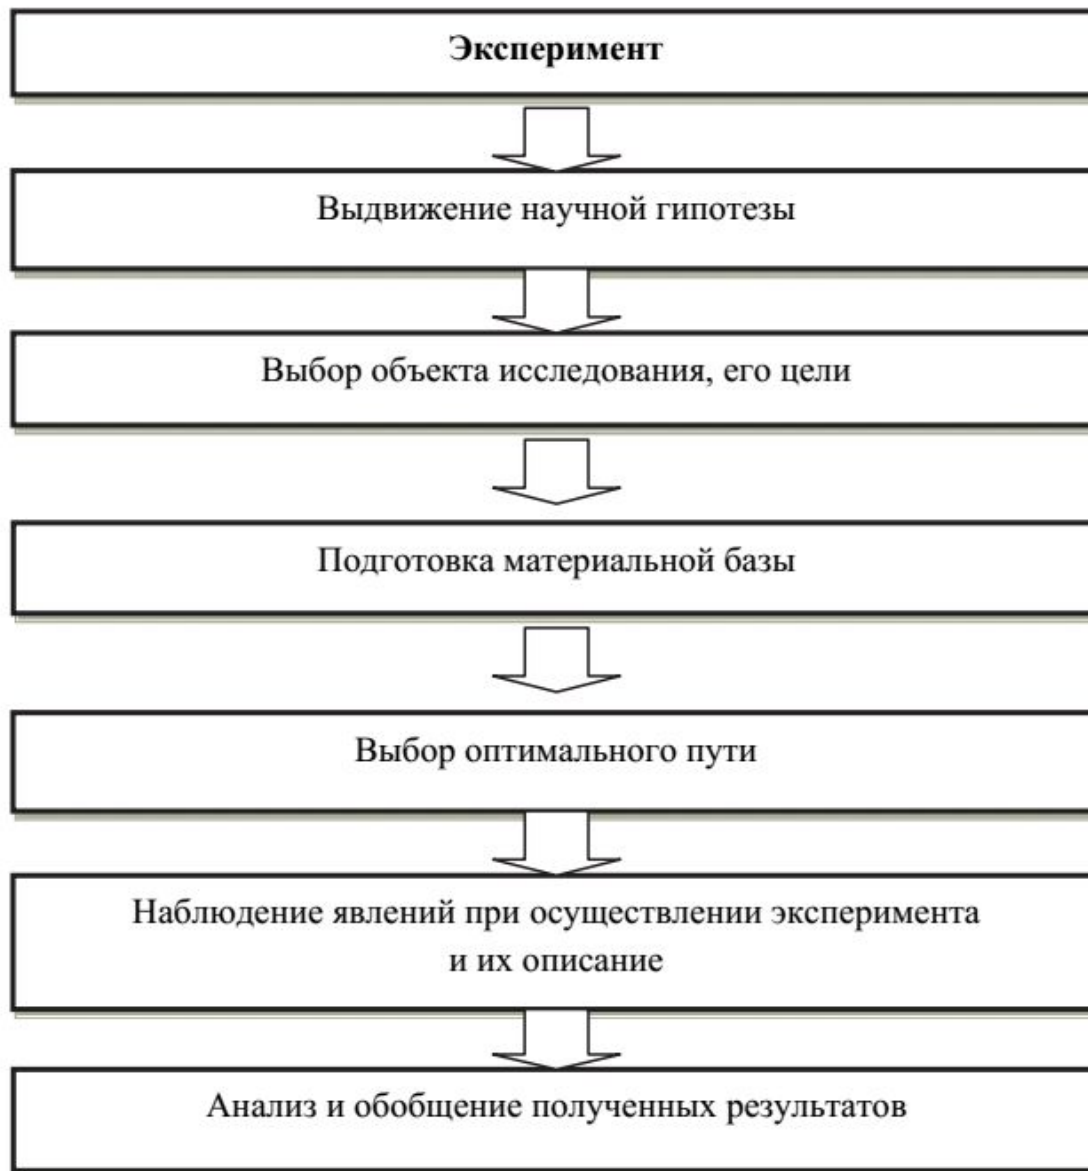 Эксперимент
Выдвижение научной гипотезы
Выбор объекта исследования, его цели
Подготовка материальной базы
Выбор оптимального пути
Наблюдение явлений при осуществлении эксперимента
и их описание
Анализ и обобщение полученных результатов